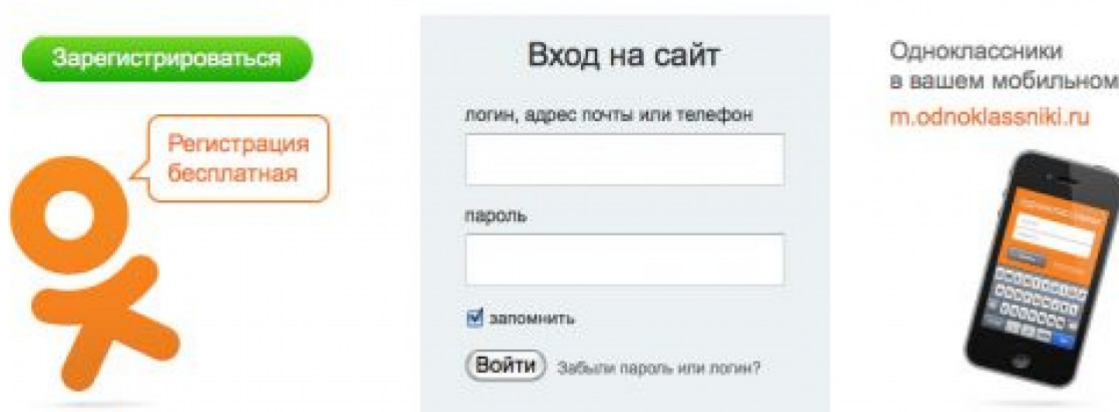 Зарегистрироваться
Регистрация
бесплатная
Вход на сайт
логин, адрес почты или телефон
пароль
запомнить
Войти
Забыли пароль или логин?
Одноклассники
в вашем мобильном
m.odnoklassniki.ru